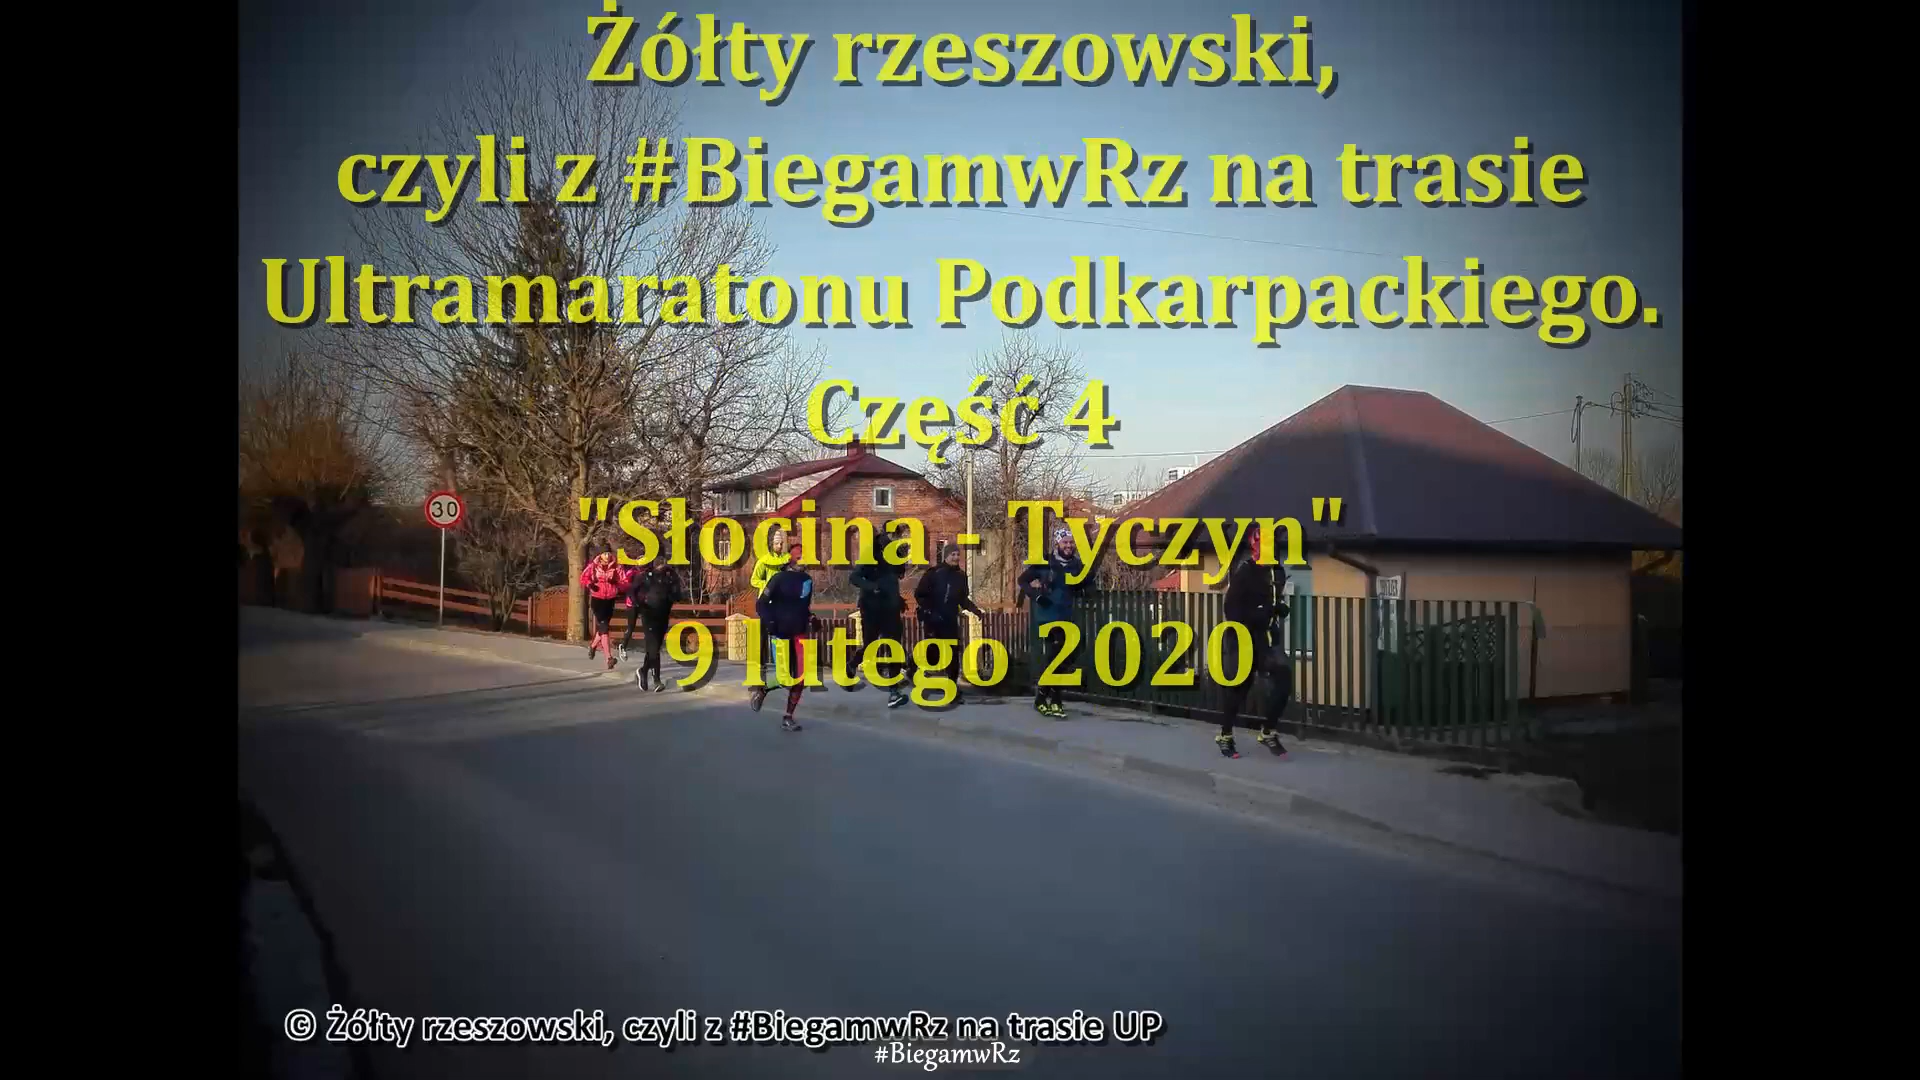 Żółty rzeszowski,
czyli z #BiegamwRz na trasie
Ultramaratonu Podkarpackiego.
Część 4
"Słocina - Tyczyn"
9 lutego 2020
30
© Żółty rzeszowski, czyli z #BiegamwRz na trasie UP
#BiegamwRz